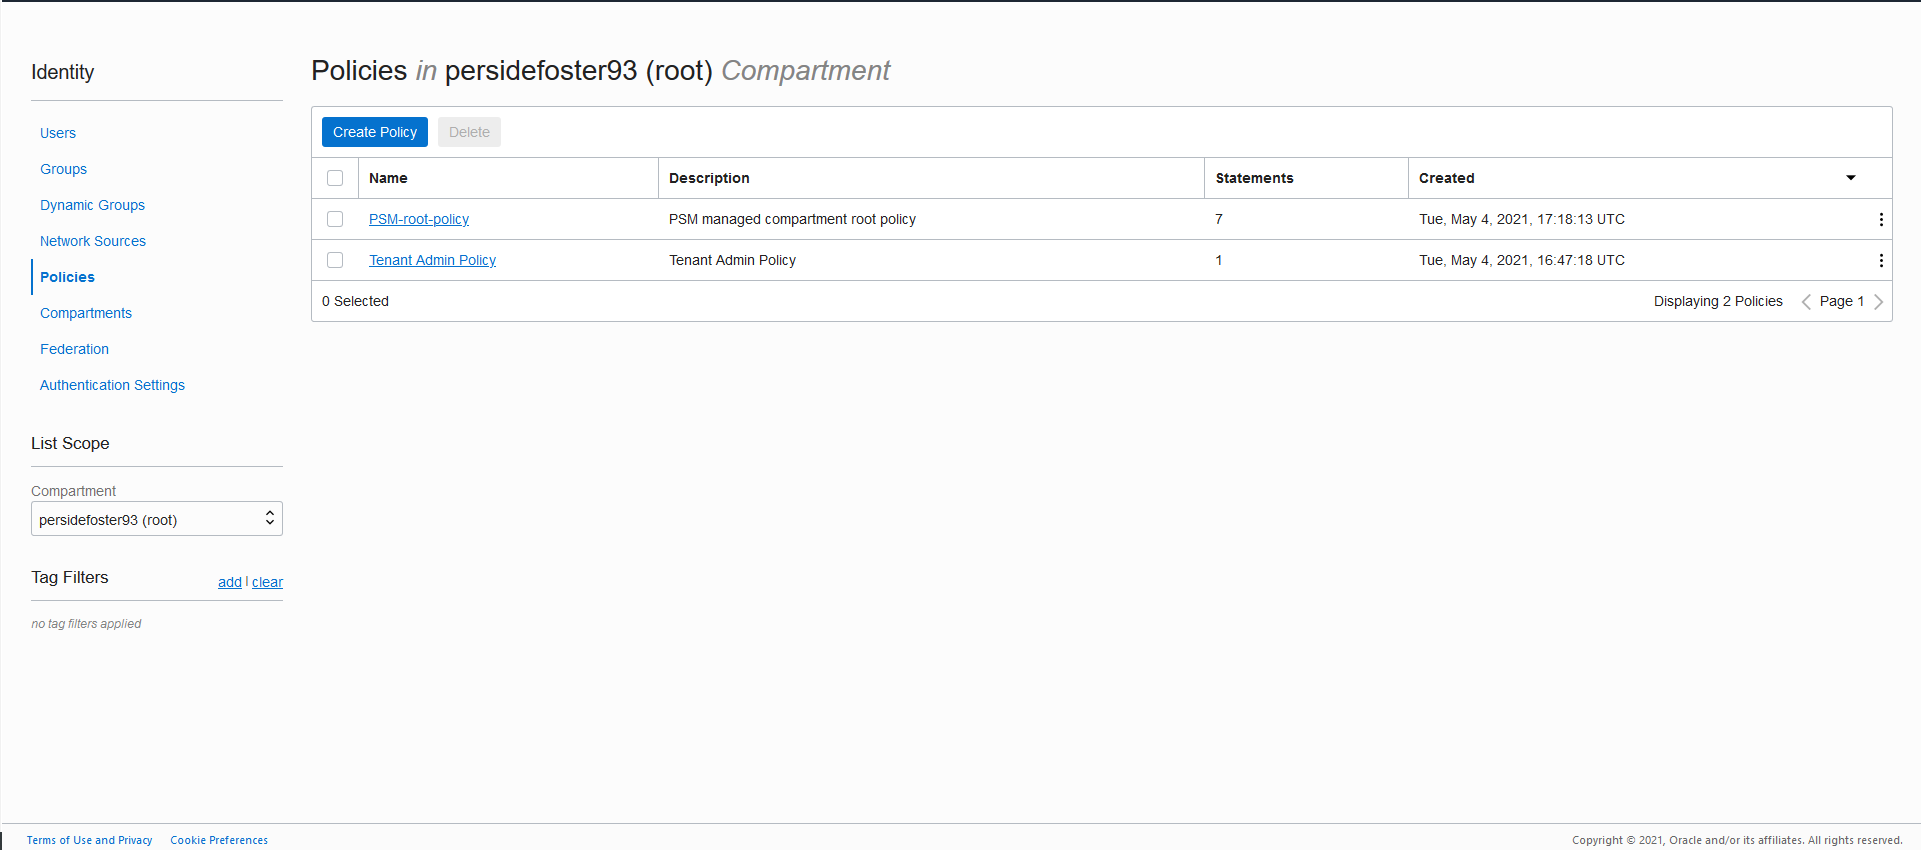 Identity
Users
Groups
Dynamic Groups
Network Sources
Policies
Compartments
Federation
Authentication Settings
List Scope
Compartment
persidefoster93 (root)
Tag Filters add | clear
no tag filters applied
Policies in persidefoster93 (root) Compartment
Create Policy Delete
Name Description Statements Created
PSM-root-policy PSM managed compartment root policy 7 Tue, May 4, 2021, 17:18:13 UTC
Tenant Admin Policy Tenant Admin Policy 1 Tue, May 4, 2021, 16:47:18 UTC
0 Selected Displaying 2 Policies Page 1
Terms of Use and Privacy Cookie Preferences Copyright © 2021, Oracle and/or its affiliates. All rights reserved.